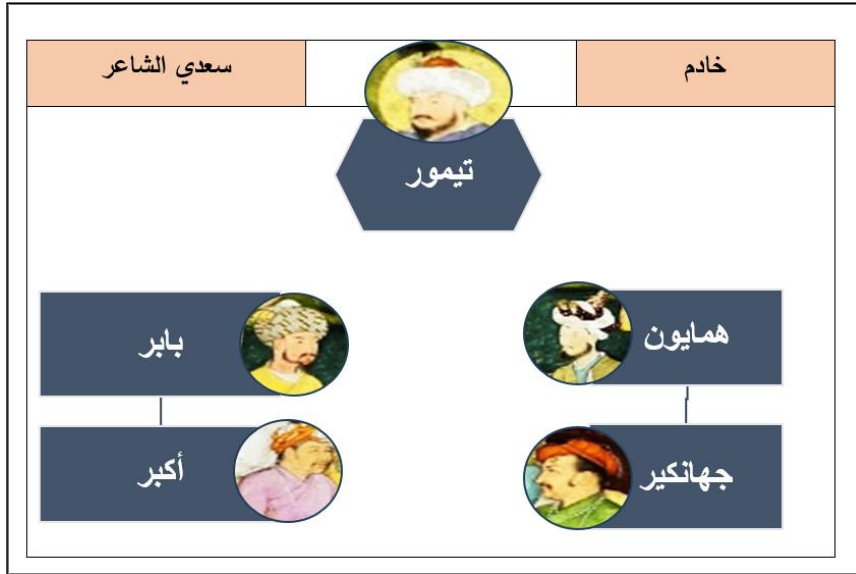 خادم
سعدي الشاعر
تيمور
همايون
بابر
جهانكير
أكبر